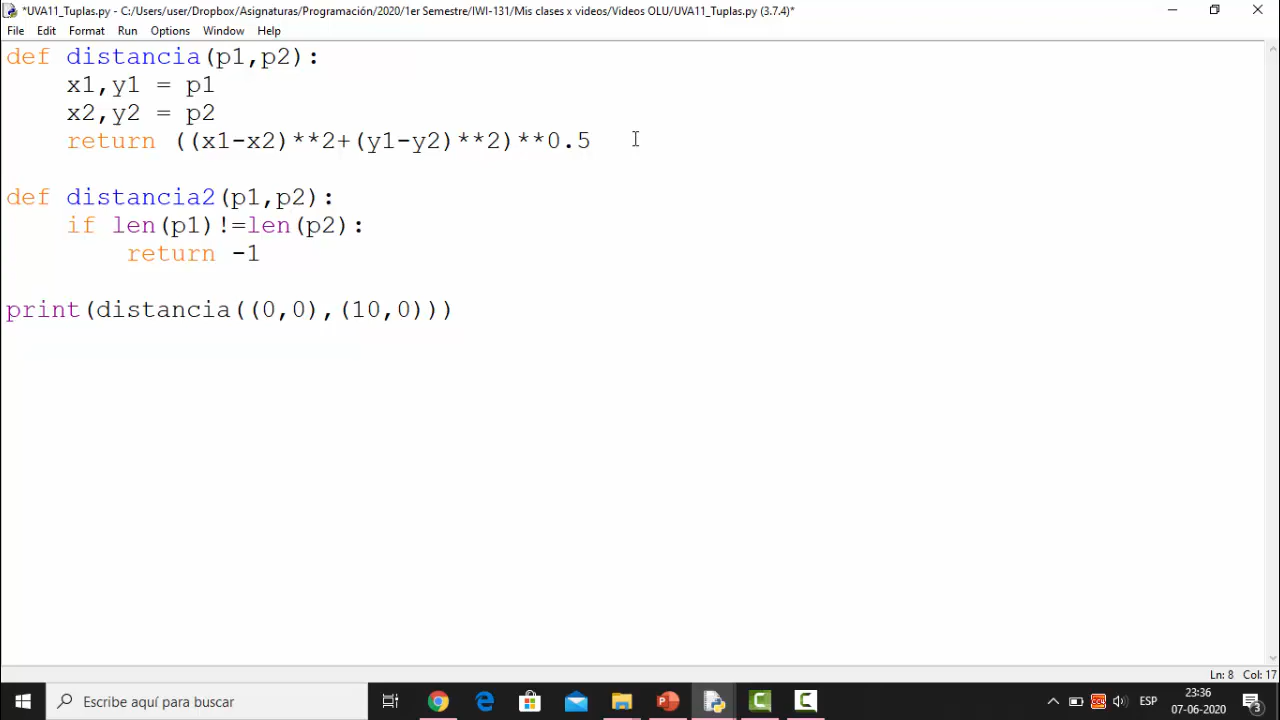 *UVA11_Tuplas.py - C:/Users/user/Dropbox/Asignaturas/Programación/2020/1er Semestre/IWI-131/Mis clases x videos/Videos OLU/UVA11_Tuplas.py (3.7.4)*
File Edit Format Run Options Window Help
def distancia(p1,p2):
    x1,y1 = p1
    x2,y2 = p2
    return ((x1-x2)**2+(y1-y2)**2)**0.5
def distancia2(p1,p2):
    if len(p1)!=len(p2):
        return -1
print(distancia((0,0),(10,0)))
Ln: 8 Col: 17
Escribe aquí para buscar
ESP
23:36
07-06-2020
3